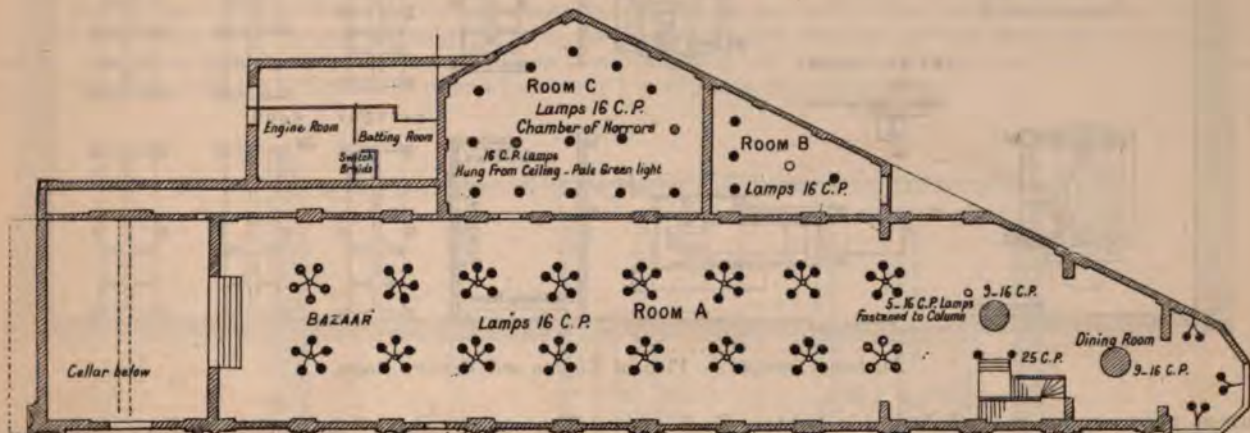 ROOM C
Lamps 16 C.P.
Chamber of Horrors
16 C.P. Lamps
Hung From Ceiling - Pale Green light
Engine Room
Batting Room
Switch
Braids
ROOM B
Lamps 16 C.P.
BAZAAR
Lamps 16 C.P.
ROOM A
5-16 C.P. Lamps
Fastened to Column
9-16 C.P.
Dining Room
25 C.P.
9-16 C.P.
Cellar below